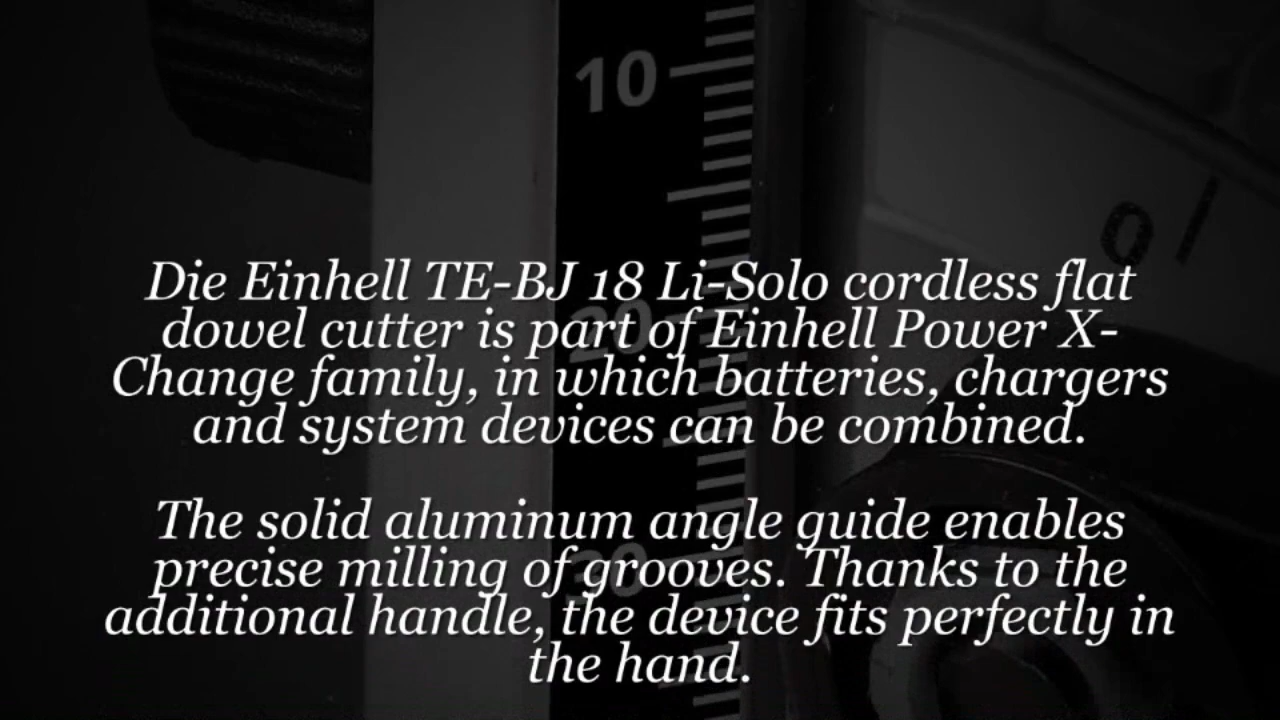 10
Die Einhell TE-BJ 18 Li-Solo cordless flat
dowel cutter is part of Einhell Power X-
Change family, in which batteries, chargers
and system devices can be combined.
20
The solid aluminum angle guide enables
precise milling of grooves. Thanks to the
additional handle, the device fits perfectly in
the hand.
30